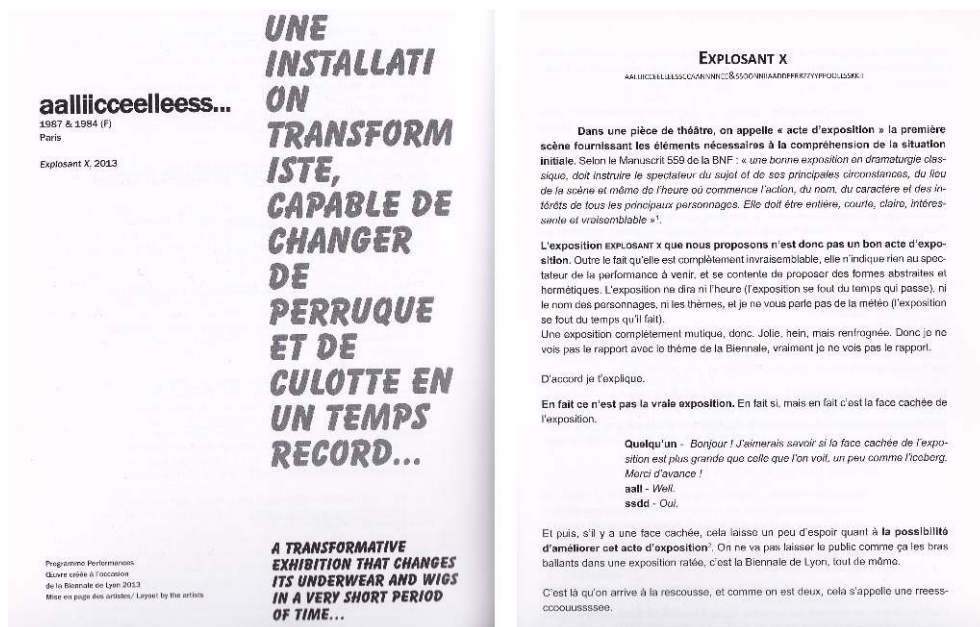 aalliicceelleess...
1987 & 1984 (F)
Paris
Explosant X, 2013
UNE
INSTALLATI
ON
TRANSFORM
ISTE,
CAPABLE DE
CHANGER
DE
PERRUQUE
ET DE
CULOTTE EN
UN TEMPS
RECORD...
Programme Performances
Œuvre créée à l'occasion
de la Biennale de Lyon 2013
Mise en page des artistes/ Layout by the artists
A TRANSFORMATIVE
EXHIBITION THAT CHANGES
ITS UNDERWEAR AND WIGS
IN A VERY SHORT PERIOD
OF TIME...
EXPLOSANT X
Dans une pièce de théâtre, on appelle « acte d'exposition » la première
scène fournissant les éléments nécessaires à la compréhension de la situation
initiale. Selon le Manuscrit 559 de la BNF : « une bonne exposition en dramaturgie clas-
sique, doit instruire le spectateur du sujet et de ses principales circonstances, du lieu
de la scène et même de l'heure où commence l'action, du nom, du caractère et des in-
térêts de tous les principaux personnages. Elle doit être entière, courte, claire, intéres-
sante et vraisemblable »¹.
L'exposition EXPLOSANT X que nous proposons n'est donc pas un bon acte d'expo-
sition. Outre le fait qu'elle est complètement invraisemblable, elle n'indique rien au spec-
tateur de la performance à venir, et se contente de proposer des formes abstraites et
hermétiques. L'exposition ne dira ni l'heure (l'exposition se fout du temps qui passe), ni
le nom des personnages, ni les thèmes, et je ne vous parle pas de la météo (l'exposition
se fout du temps qu'il fait).
Une exposition complètement mutique, donc. Jolie, hein, mais renfrognée. Donc je ne
vois pas le rapport avec le thème de la Biennale, vraiment je ne vois pas le rapport.
D'accord je t'explique.
En fait ce n'est pas la vraie exposition. En fait si, mais en fait c'est la face cachée de
l'exposition.
Quelqu'un - Bonjour ! J'aimerais savoir si la face cachée de l'expo-
sition est plus grande que celle que l'on voit, un peu comme l'iceberg.
Merci d'avance !
aall - Well.
ssdd - Oui.
Et puis, s'il y a une face cachée, cela laisse un peu d'espoir quant à la possibilité
d'améliorer cet acte d'exposition². On ne va pas laisser le public comme ça les bras
ballants dans une exposition ratée, c'est la Biennale de Lyon, tout de même.
C'est là qu'on arrive à la rescousse, et comme on est deux, cela s'appelle une rreess-
ccoouussssee.